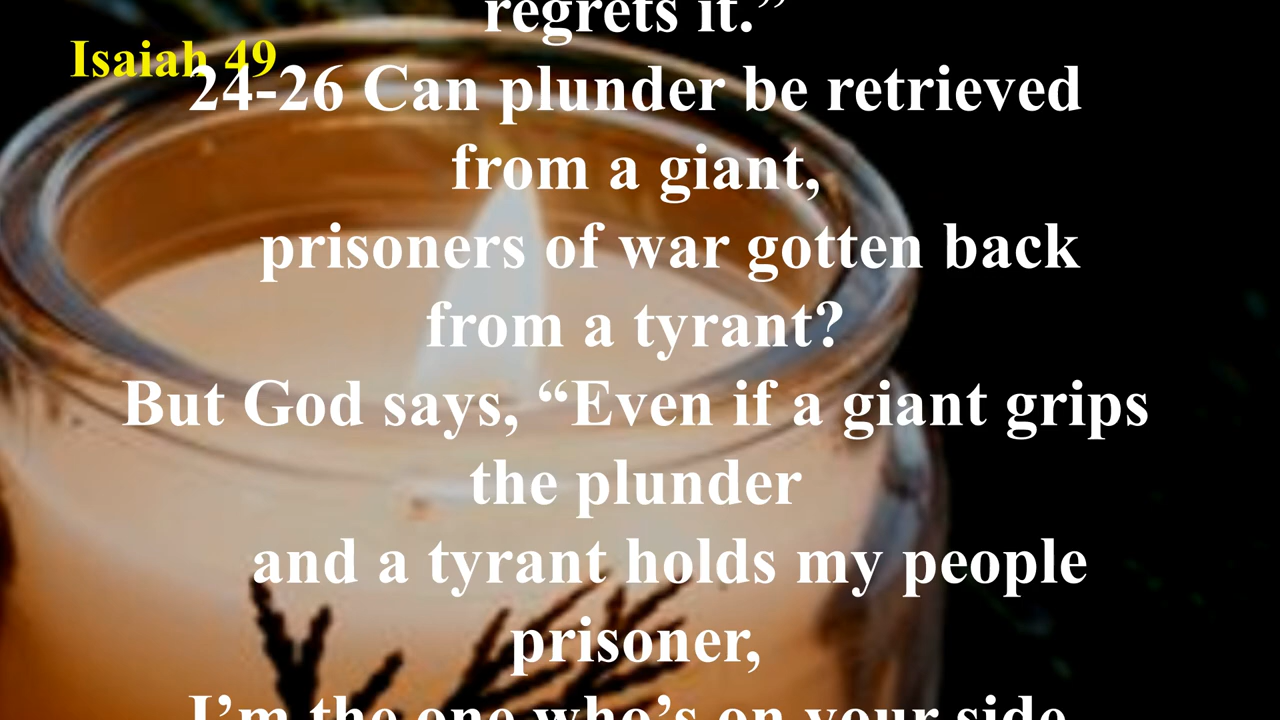 regrets it.”
Isaiah 49
24-26 Can plunder be retrieved
from a giant,
prisoners of war gotten back
from a tyrant?
But God says, “Even if a giant grips
the plunder
and a tyrant holds my people
prisoner,
I’m the one who’s on your side,